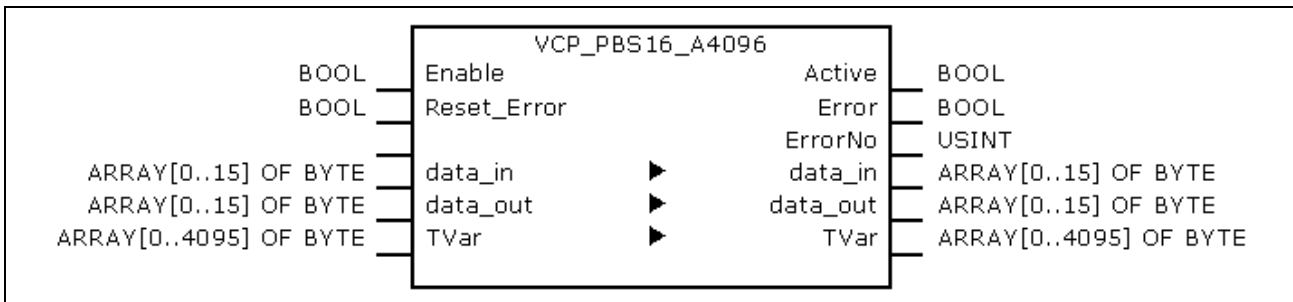 VCP_PBS16_A4096
BOOL Enable Active BOOL
BOOL Reset_Error Error BOOL
ErrorNo USINT
ARRAY[0..15] OF BYTE data_in data_in ARRAY[0..15] OF BYTE
ARRAY[0..15] OF BYTE data_out data_out ARRAY[0..15] OF BYTE
ARRAY[0..4095] OF BYTE TVar TVar ARRAY[0..4095] OF BYTE